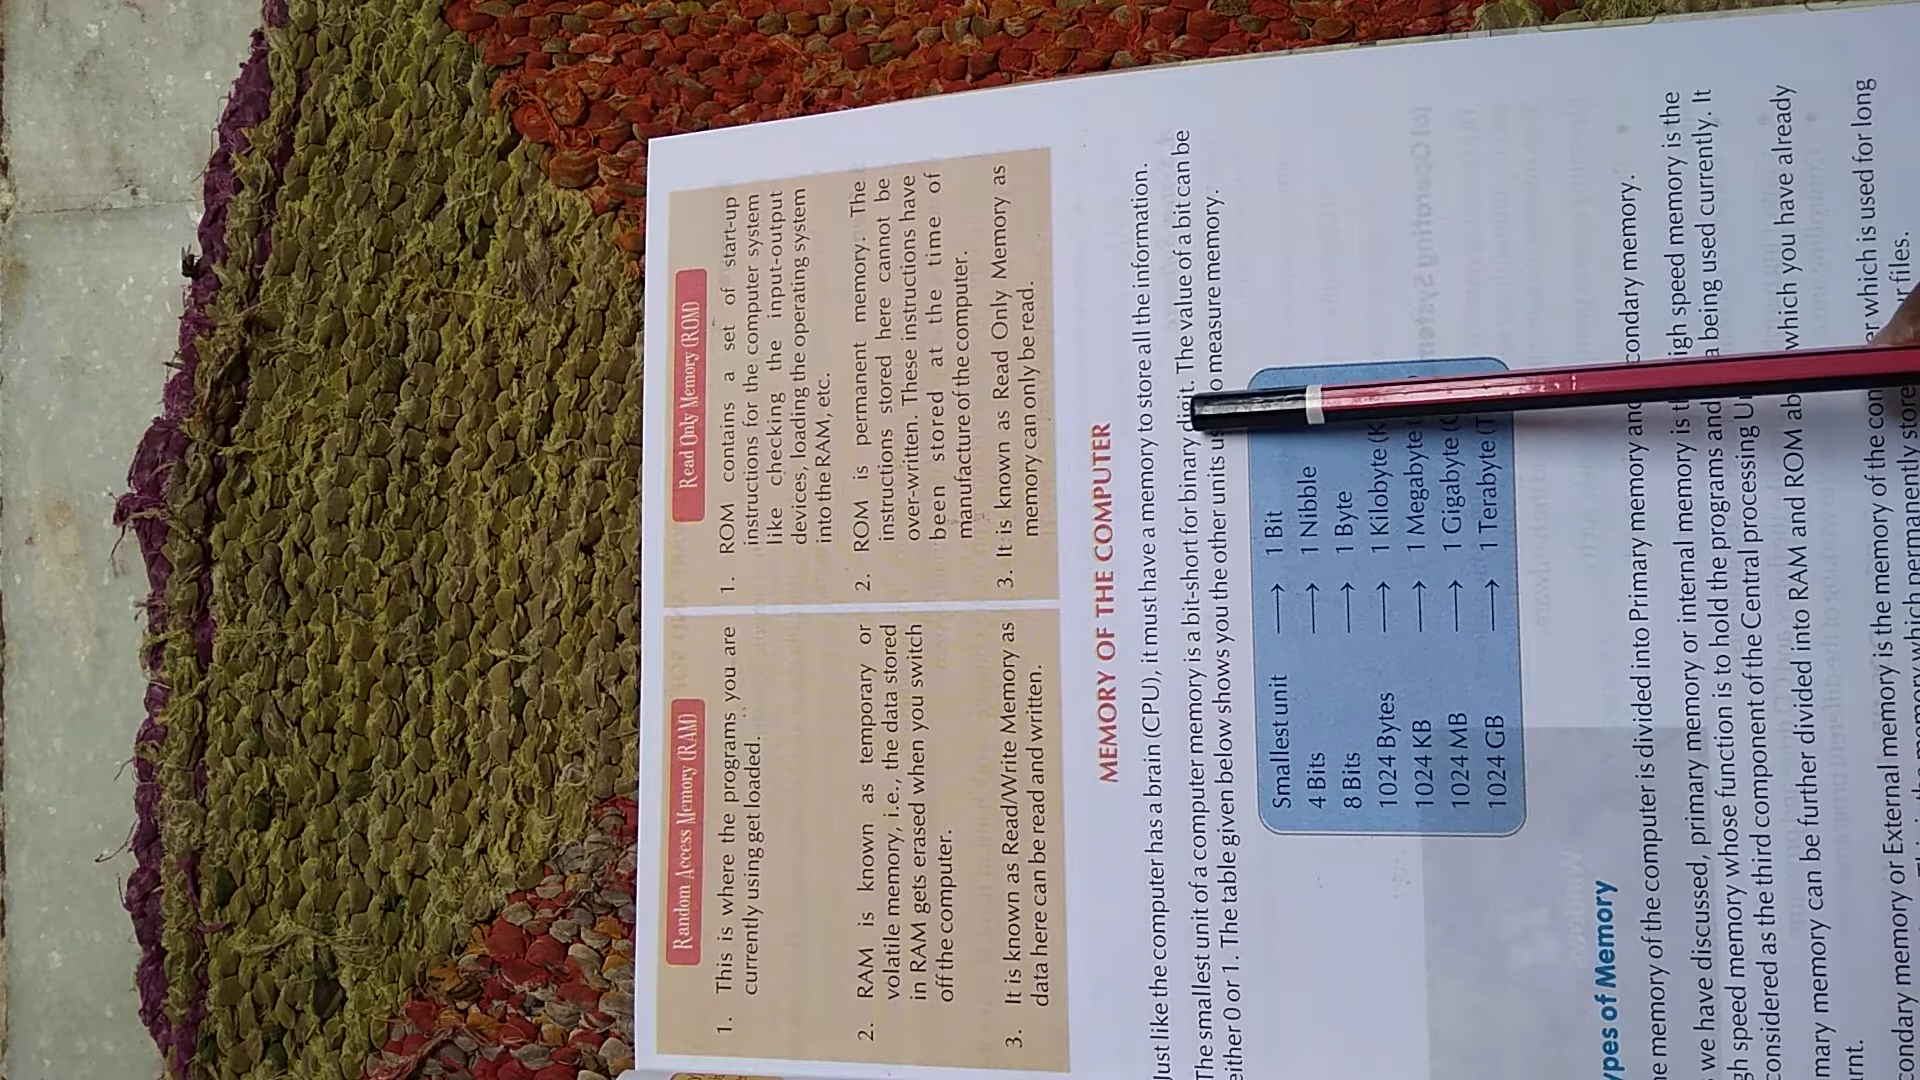 Random Access Memory (RAM)
1. This is where the programs you are
currently using get loaded.
2. RAM is known as temporary or
volatile memory, i.e., the data stored
in RAM gets erased when you switch
off the computer.
3. It is known as Read/Write Memory as
data here can be read and written.
Read Only Memory (ROM)
1. ROM contains a set of start-up
instructions for the computer system
like checking the input-output
devices, loading the operating system
into the RAM, etc.
2. ROM is permanent memory. The
instructions stored here cannot be
over-written. These instructions have
been stored at the time of
manufacture of the computer.
3. It is known as Read Only Memory as
memory can only be read.
MEMORY OF THE COMPUTER
Just like the computer has a brain (CPU), it must have a memory to store all the information.
The smallest unit of a computer memory is a bit-short for binary digit. The value of a bit can be
either 0 or 1. The table given below shows you the other units to measure memory.
Smallest unit → 1 Bit
4 Bits → 1 Nibble
8 Bits → 1 Byte
1024 Bytes → 1 Kilobyte (K
1024 KB → 1 Megabyte
1024 MB → 1 Gigabyte
1024 GB → 1 Terabyte (T
ypes of Memory
e memory of the computer is divided into Primary memory and condary memory.
we have discussed, primary memory or internal memory is igh speed memory is the
gh speed memory whose function is to hold the programs and being used currently. It
considered as the third component of the Central processing
mary memory can be further divided into RAM and ROM which you have already
rnt.
condary memory or External memory is the memory of the which is used for long
memory which permanently files.